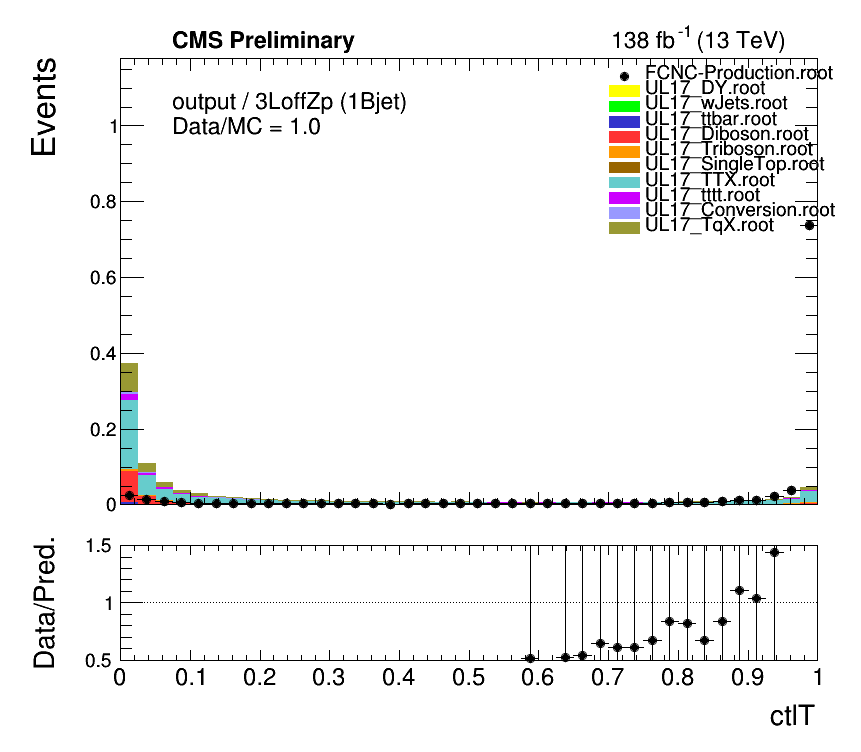 CMS Preliminary
138 fb-1 (13 TeV)
Events
output / 3LoffZp (1Bjet)
Data/MC = 1.0
FCNC-Production.root
UL17_DY.root
UL17_wJets.root
UL17_ttbar.root
UL17_Diboson.root
UL17_Triboson.root
UL17_SingleTop.root
UL17_TTX.root
UL17_tttt.root
UL17_Conversion.root
UL17_TqX.root
1
0.8
0.6
0.4
0.2
0
Data/Pred.
1.5
1
0.5
0 0.1 0.2 0.3 0.4 0.5 0.6 0.7 0.8 0.9 1
ctlT